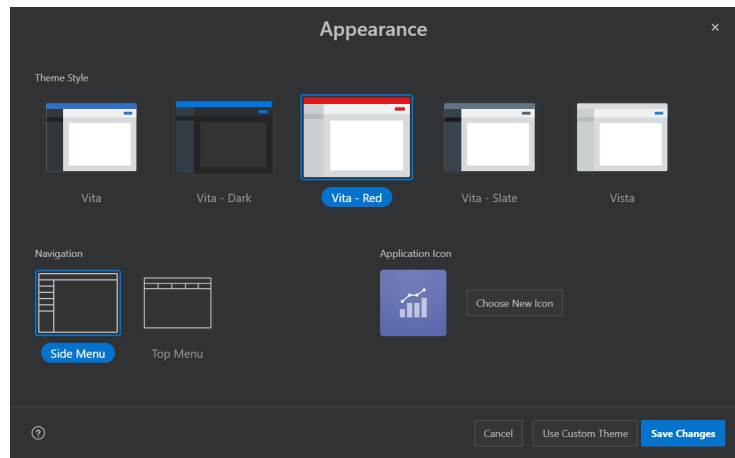 Appearance
×
Theme Style
Vita
Vita - Dark
Vita - Red
Vita - Slate
Vista
Navigation
Application Icon
Choose New Icon
Side Menu
Top Menu
?
Cancel
Use Custom Theme
Save Changes